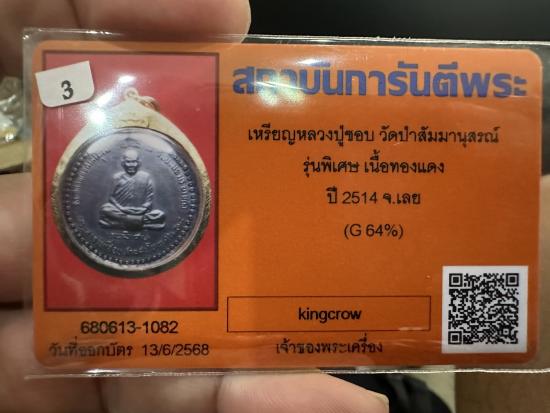 3
สถาบันการันตีพระ
เหรียญหลวงปู่ชอบ วัดป่าสัมมานุสรณ์
รุ่นพิเศษ เนื้อทองแดง
ปี 2514 จ.เลย
(G 64%)
kingcrow
680613-1082
วันที่ออกบัตร 13/6/2568
เจ้าของพระเครื่อง